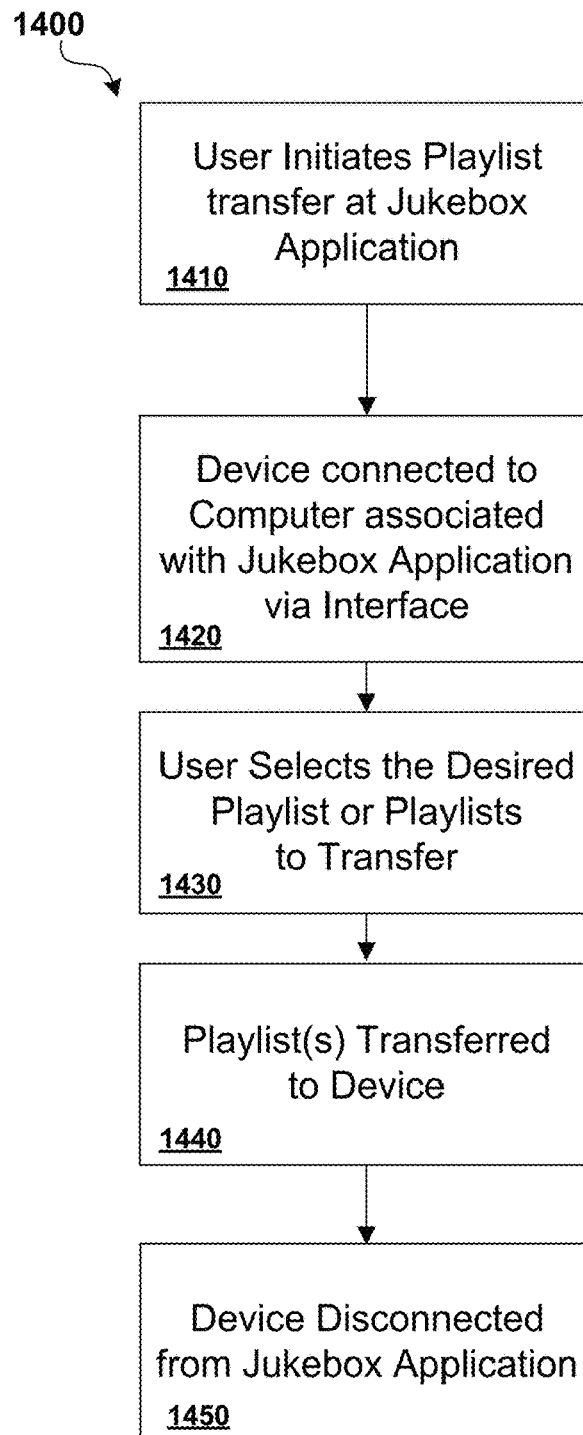 1400
User Initiates Playlist
transfer at Jukebox
Application
1410
Device connected to
Computer associated
with Jukebox Application
via Interface
1420
User Selects the Desired
Playlist or Playlists
to Transfer
1430
Playlist(s) Transferred
to Device
1440
Device Disconnected
from Jukebox Application
1450